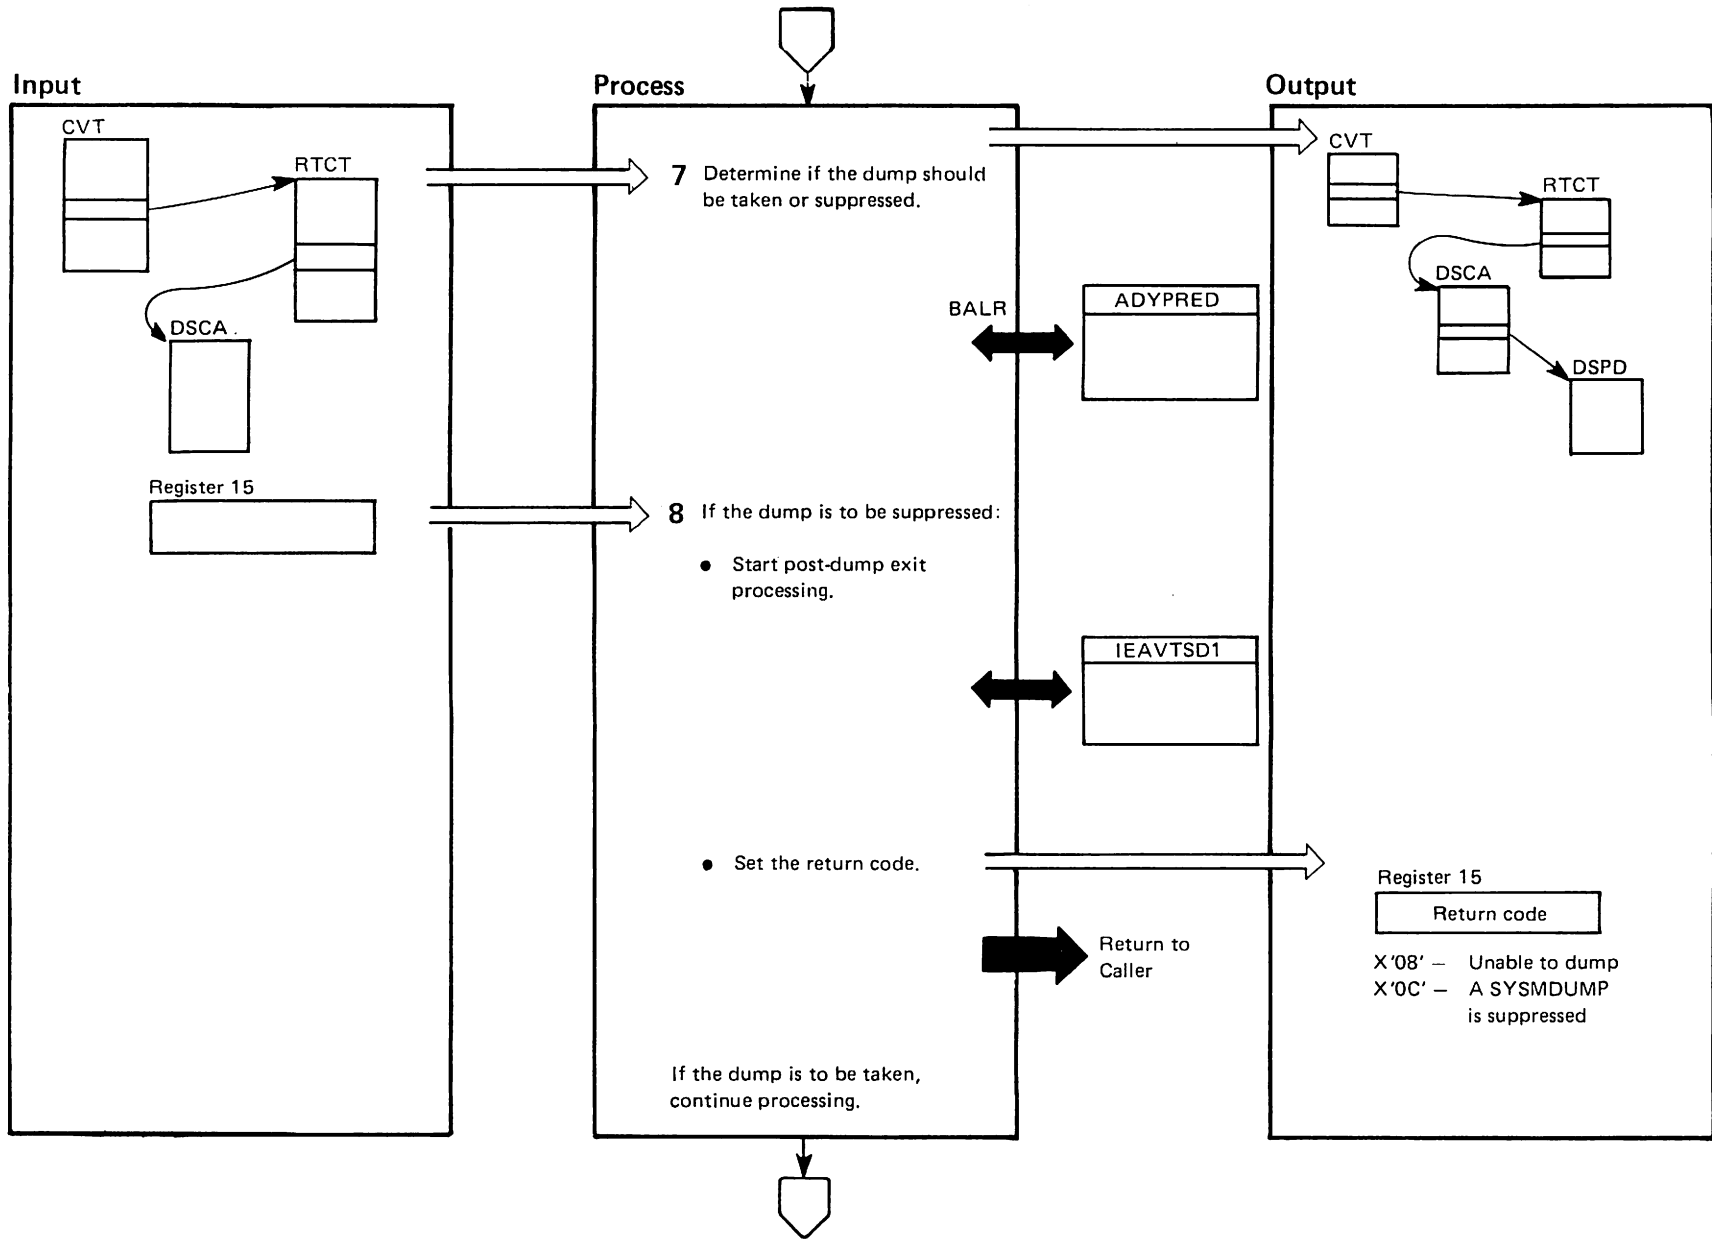 Input
CVT
RTCT
DSCA
Register 15
Process
7 Determine if the dump should
be taken or suppressed.
BALR
ADYPRED
8 If the dump is to be suppressed:
● Start post-dump exit
processing.
IEAVTSD1
● Set the return code.
Return to
Caller
If the dump is to be taken,
continue processing.
Output
CVT
RTCT
DSCA
DSPD
Register 15
Return code
X'08' – Unable to dump
X'0C' – A SYSMDUMP
is suppressed